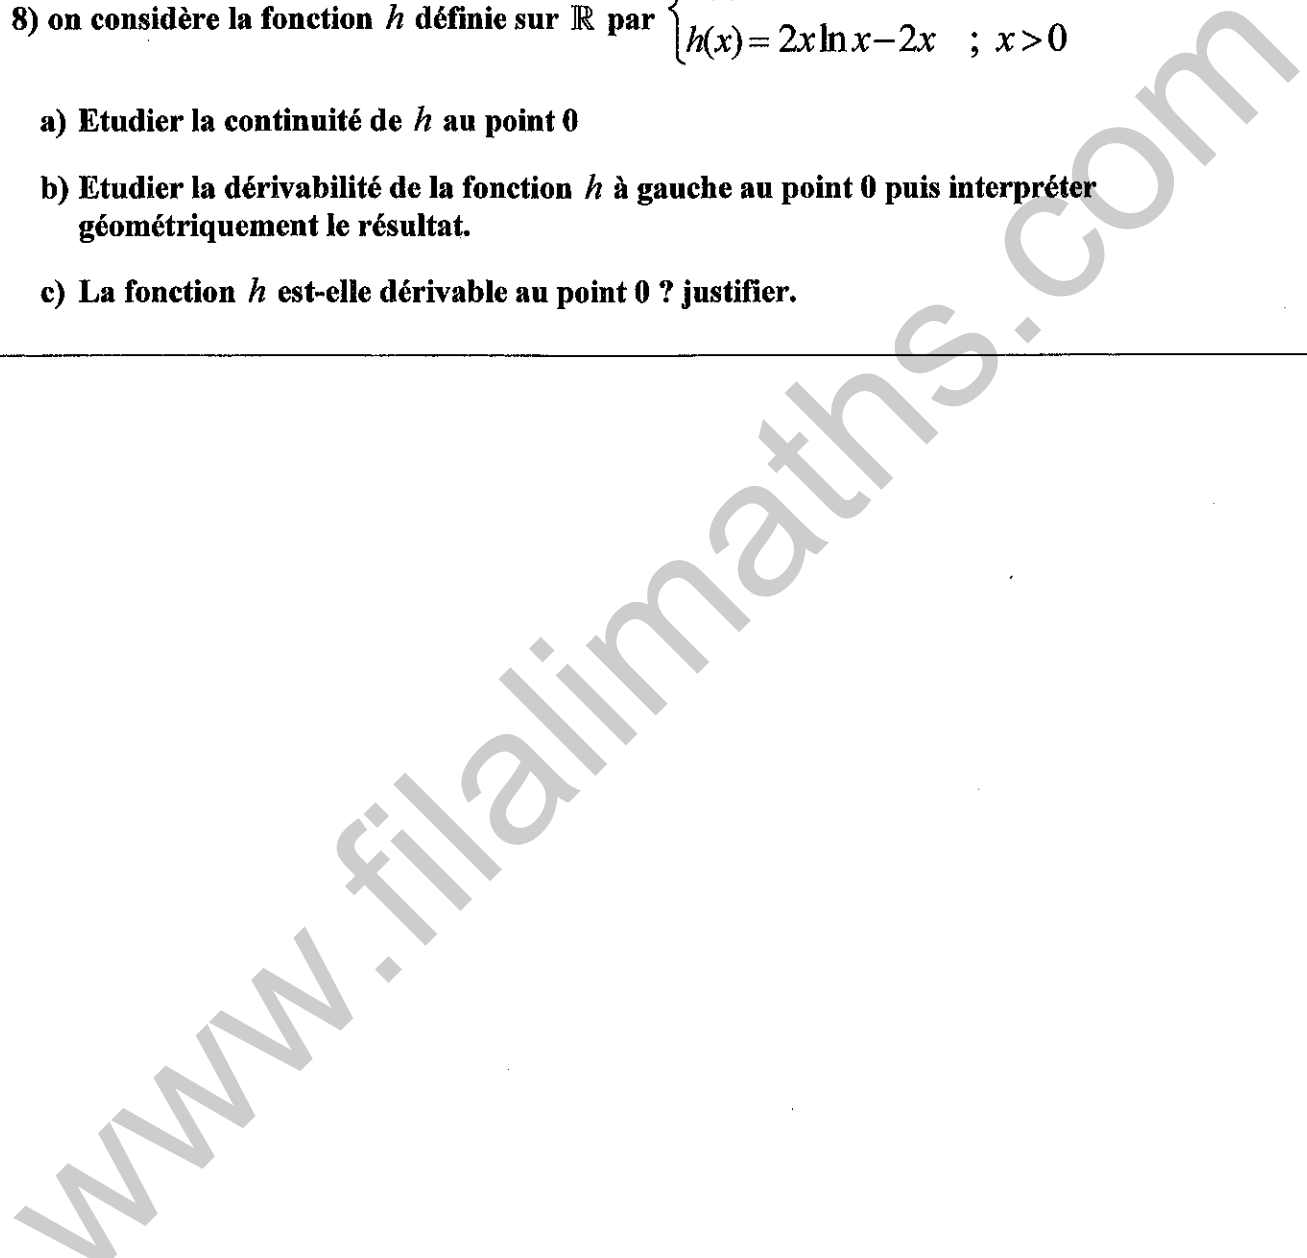 8) on considère la fonction h définie sur ℝ par { h(x) = 2x ln x − 2x ; x > 0
a) Etudier la continuité de h au point 0
b) Etudier la dérivabilité de la fonction h à gauche au point 0 puis interpréter
géométriquement le résultat.
c) La fonction h est-elle dérivable au point 0 ? justifier.
www.filalimaths.com